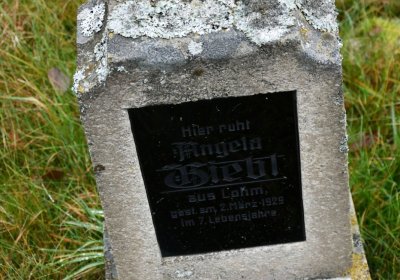 Hier ruht
Angela
Giebl
aus Lohm,
gest. am 2. März 1929
im 7. Lebensjahre